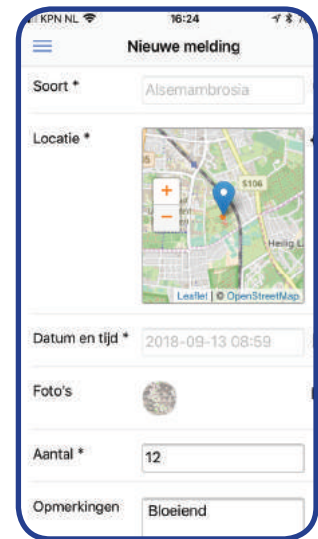 KPN NL 16:24
Nieuwe melding
Soort * Alsemambrosia
Locatie *
+
S106
−
Heilig L
Leaflet | © OpenStreetMap
Datum en tijd * 2018-09-13 08:59
Foto's
Aantal * 12
Opmerkingen Bloeiend